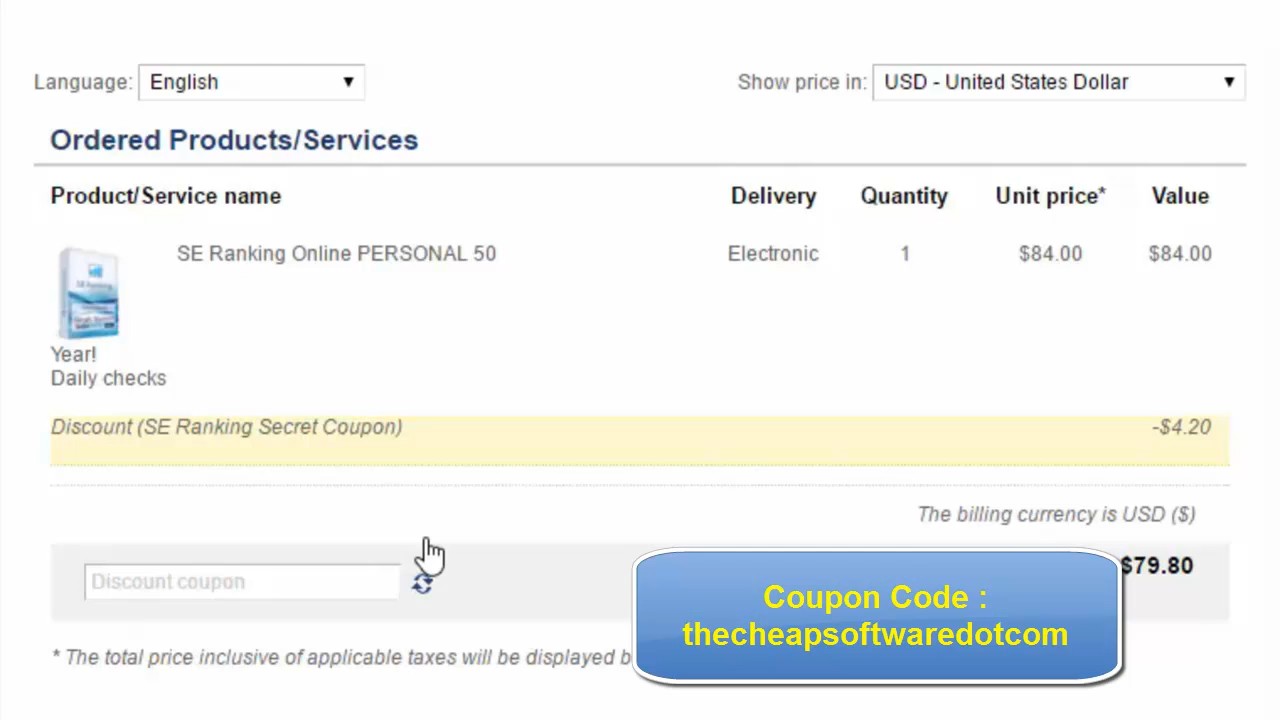 Language: English Show price in: USD - United States Dollar
Ordered Products/Services
Product/Service name Delivery Quantity Unit price* Value
SE Ranking Online PERSONAL 50 Electronic 1 $84.00 $84.00
Year!
Daily checks
Discount (SE Ranking Secret Coupon) -$4.20
The billing currency is USD ($)
Discount coupon $79.80
Coupon Code :
thecheapsoftwaredotcom
* The total price inclusive of applicable taxes will be displayed